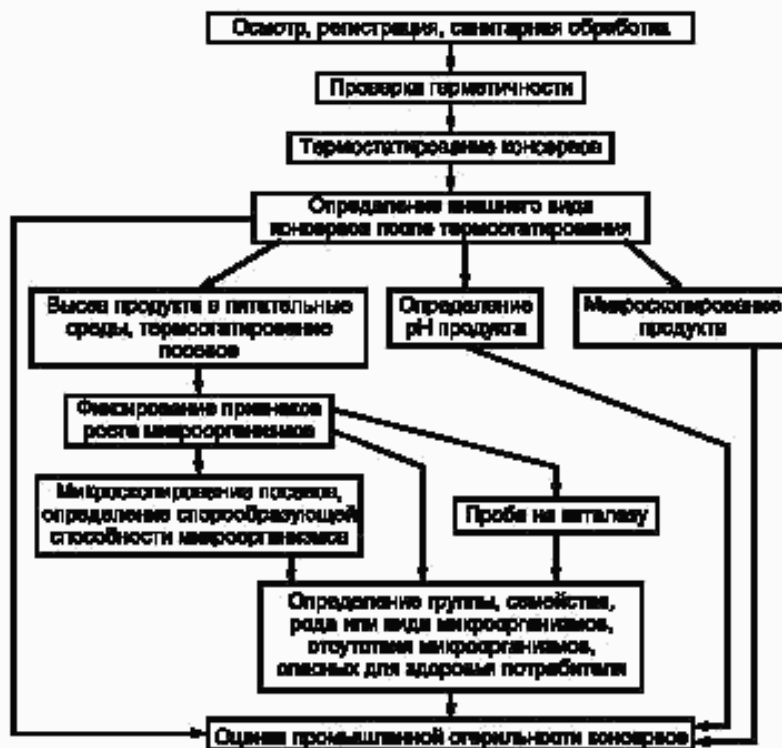 Осмотр, регистрация, санитарная обработка
Проверка герметичности
Термостатирование консервов
Определение внешнего вида
консервов после термостатирования
Высев продукта в питательные
среды, термостатирование
посевов
Определение
pH продукта
Микроскопирование
продукта
Фиксирование признаков
роста микроорганизмов
Микроскопирование посевов,
определение спорообразующей
способности микроорганизмов
Проба на каталазу
Определение группы, семейства,
рода или вида микроорганизмов,
отсутствия микроорганизмов,
опасных для здоровья потребителя
Оценка промышленной стерильности консервов